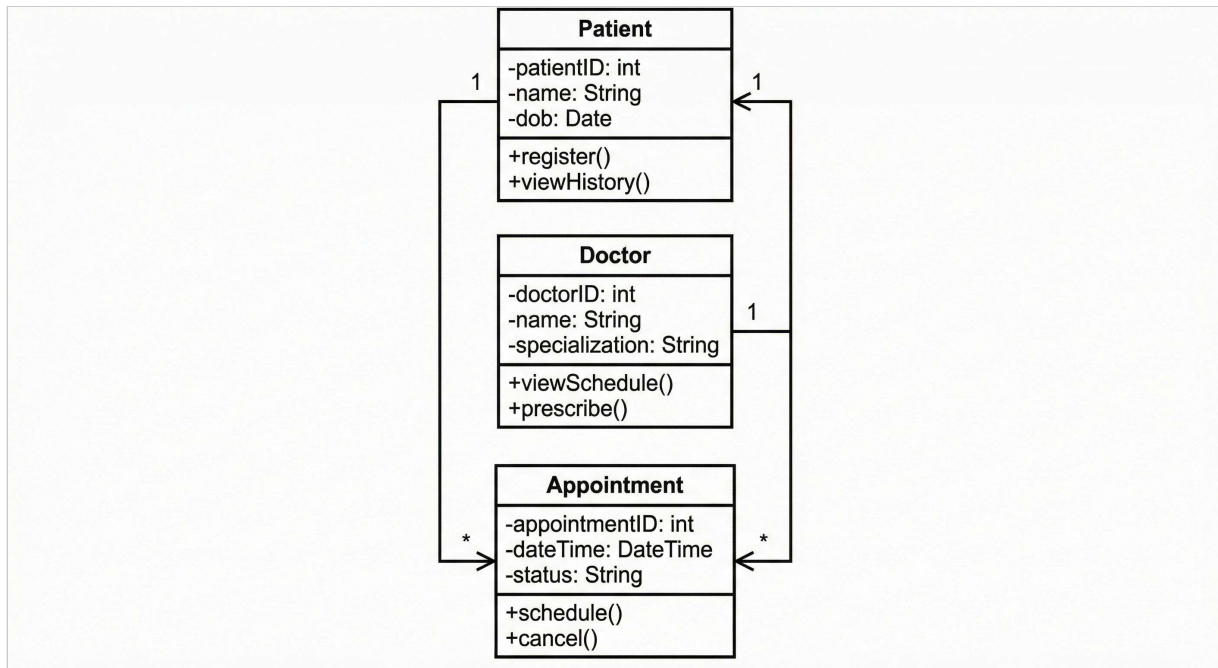 Patient
-patientID: int
1
1
-name: String
-dob: Date
+register()
+viewHistory()
Doctor
-doctorID: int
-name: String
1
-specialization: String
+viewSchedule()
+prescribe()
Appointment
-appointmentID: int
*
*
-dateTime: DateTime
-status: String
+schedule()
+cancel()